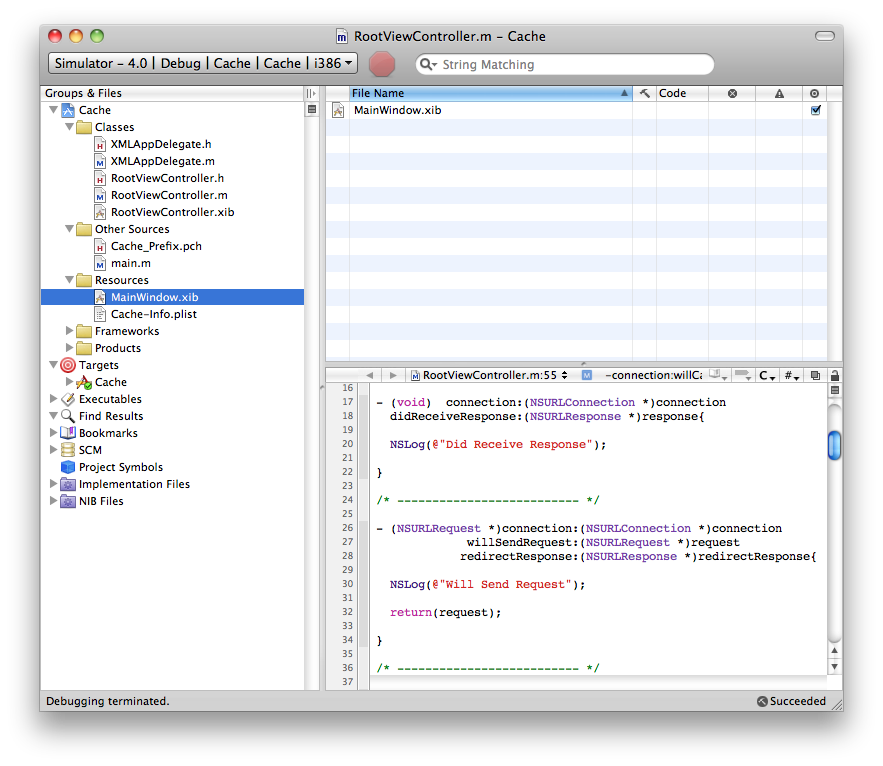 RootViewController.m – Cache
Simulator – 4.0 | Debug | Cache | Cache | i386
String Matching
Groups & Files
Cache
Classes
XMLAppDelegate.h
XMLAppDelegate.m
RootViewController.h
RootViewController.m
RootViewController.xib
Other Sources
Cache_Prefix.pch
main.m
Resources
MainWindow.xib
Cache-Info.plist
Frameworks
Products
Targets
Cache
Executables
Find Results
Bookmarks
SCM
Project Symbols
Implementation Files
NIB Files
File Name Code
MainWindow.xib
RootViewController.m:55 M -connection:willCa C #
16
17 - (void)  connection:(NSURLConnection *)connection
18 didReceiveResponse:(NSURLResponse *)response{
19
20 NSLog(@"Did Receive Response");
21
22 }
23
24 /* -------------------------- */
25
26 - (NSURLRequest *)connection:(NSURLConnection *)connection
27 willSendRequest:(NSURLRequest *)request
28 redirectResponse:(NSURLResponse *)redirectResponse{
29
30 NSLog(@"Will Send Request");
31
32 return(request);
33
34 }
35
36 /* -------------------------- */
37
Debugging terminated.
Succeeded